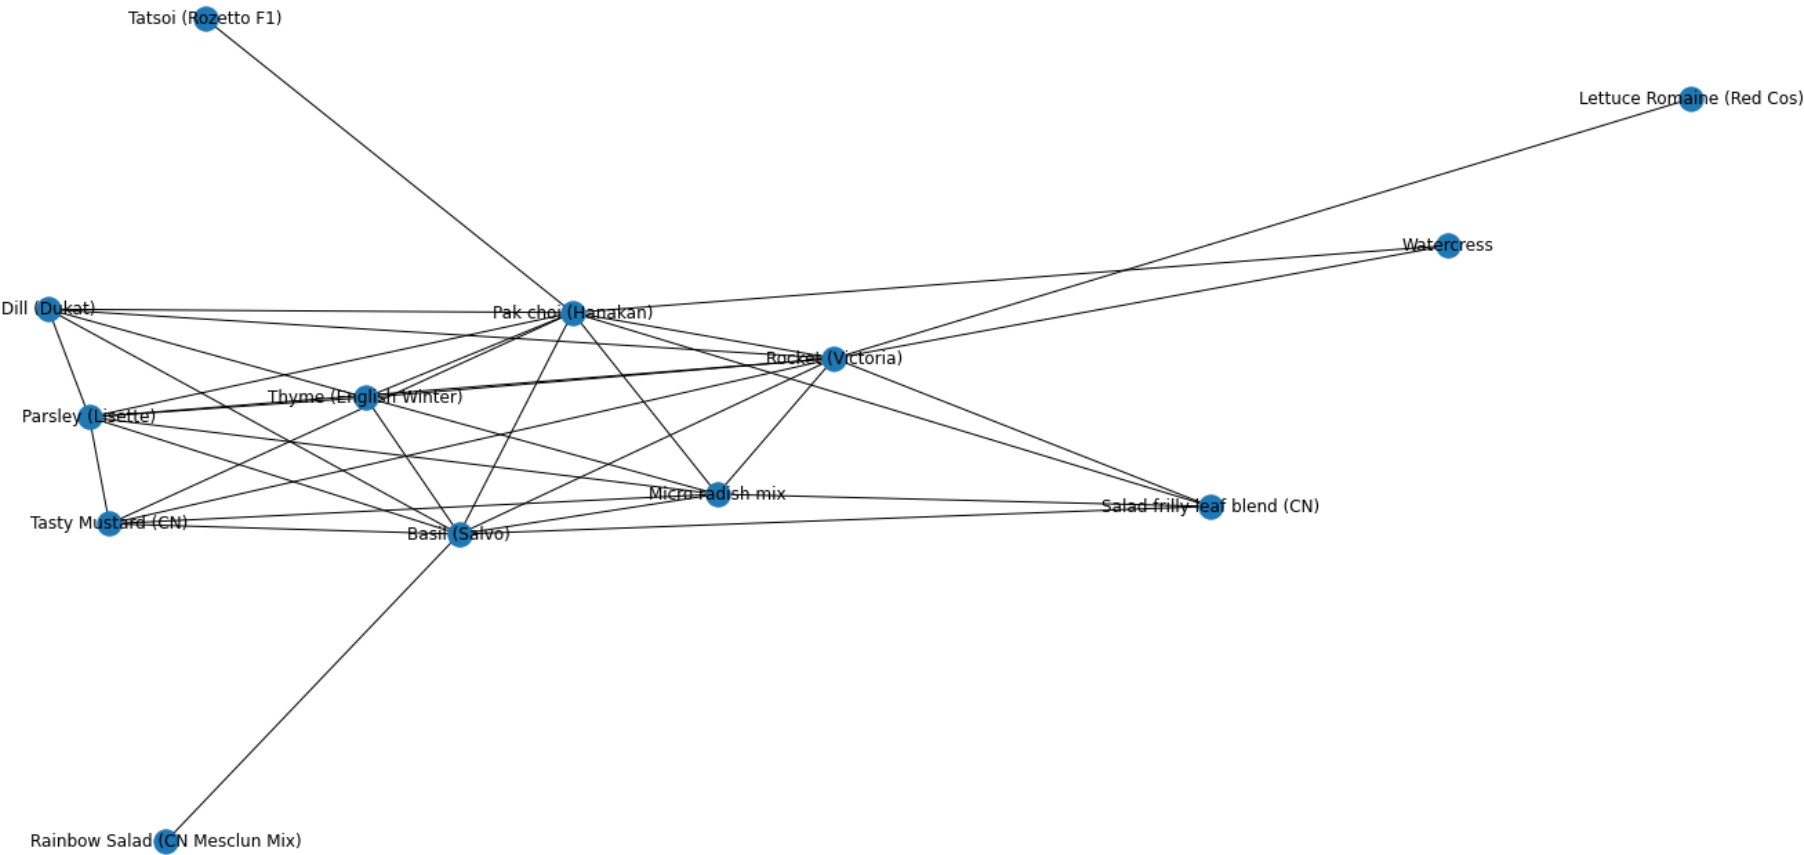 Tatsoi (Rozetto F1)
Lettuce Romaine (Red Cos)
Watercress
Dill (Dukat)
Pak choi (Hanakan)
Rocket (Victoria)
Thyme (English Winter)
Parsley (Lisette)
Micro radish mix
Salad frilly leaf blend (CN)
Tasty Mustard (CN)
Basil (Salvo)
Rainbow Salad (CN Mesclun Mix)